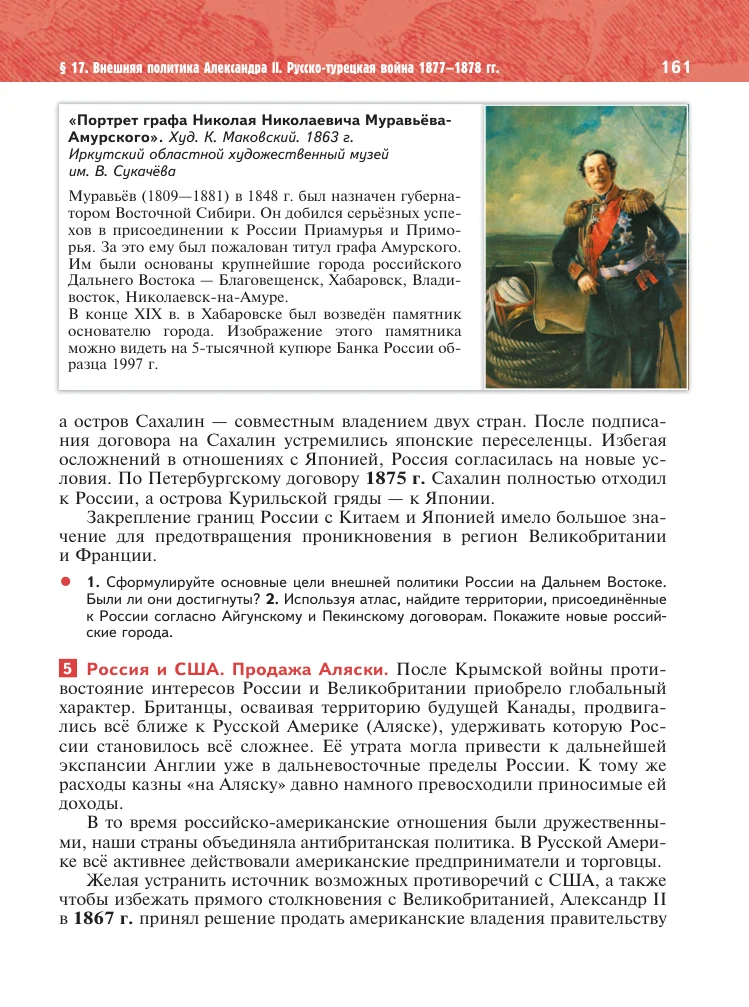 § 17. Внешняя политика Александра II. Русско-турецкая война 1877–1878 гг.
161
«Портрет графа Николая Николаевича Муравьёва-
Амурского». Худ. К. Маковский. 1863 г.
Иркутский областной художественный музей
им. В. Сукачёва
Муравьёв (1809—1881) в 1848 г. был назначен губерна-
тором Восточной Сибири. Он добился серьёзных успе-
хов в присоединении к России Приамурья и Примо-
рья. За это ему был пожалован титул графа Амурского.
Им были основаны крупнейшие города российского
Дальнего Востока — Благовещенск, Хабаровск, Влади-
восток, Николаевск-на-Амуре.
В конце XIX в. в Хабаровске был возведён памятник
основателю города. Изображение этого памятника
можно видеть на 5-тысячной купюре Банка России об-
разца 1997 г.
а остров Сахалин — совместным владением двух стран. После подписа-
ния договора на Сахалин устремились японские переселенцы. Избегая
осложнений в отношениях с Японией, Россия согласилась на новые ус-
ловия. По Петербургскому договору 1875 г. Сахалин полностью отходил
к России, а острова Курильской гряды — к Японии.
Закрепление границ России с Китаем и Японией имело большое зна-
чение для предотвращения проникновения в регион Великобритании
и Франции.
1. Сформулируйте основные цели внешней политики России на Дальнем Востоке.
Были ли они достигнуты? 2. Используя атлас, найдите территории, присоединённые
к России согласно Айгунскому и Пекинскому договорам. Покажите новые россий-
ские города.
5 Россия и США. Продажа Аляски. После Крымской войны проти-
востояние интересов России и Великобритании приобрело глобальный
характер. Британцы, осваивая территорию будущей Канады, продвига-
лись всё ближе к Русской Америке (Аляске), удерживать которую Рос-
сии становилось всё сложнее. Её утрата могла привести к дальнейшей
экспансии Англии уже в дальневосточные пределы России. К тому же
расходы казны «на Аляску» давно намного превосходили приносимые ей
доходы.
В то время российско-американские отношения были дружественны-
ми, наши страны объединяла антибританская политика. В Русской Амери-
ке всё активнее действовали американские предприниматели и торговцы.
Желая устранить источник возможных противоречий с США, а также
чтобы избежать прямого столкновения с Великобританией, Александр II
в 1867 г. принял решение продать американские владения правительству